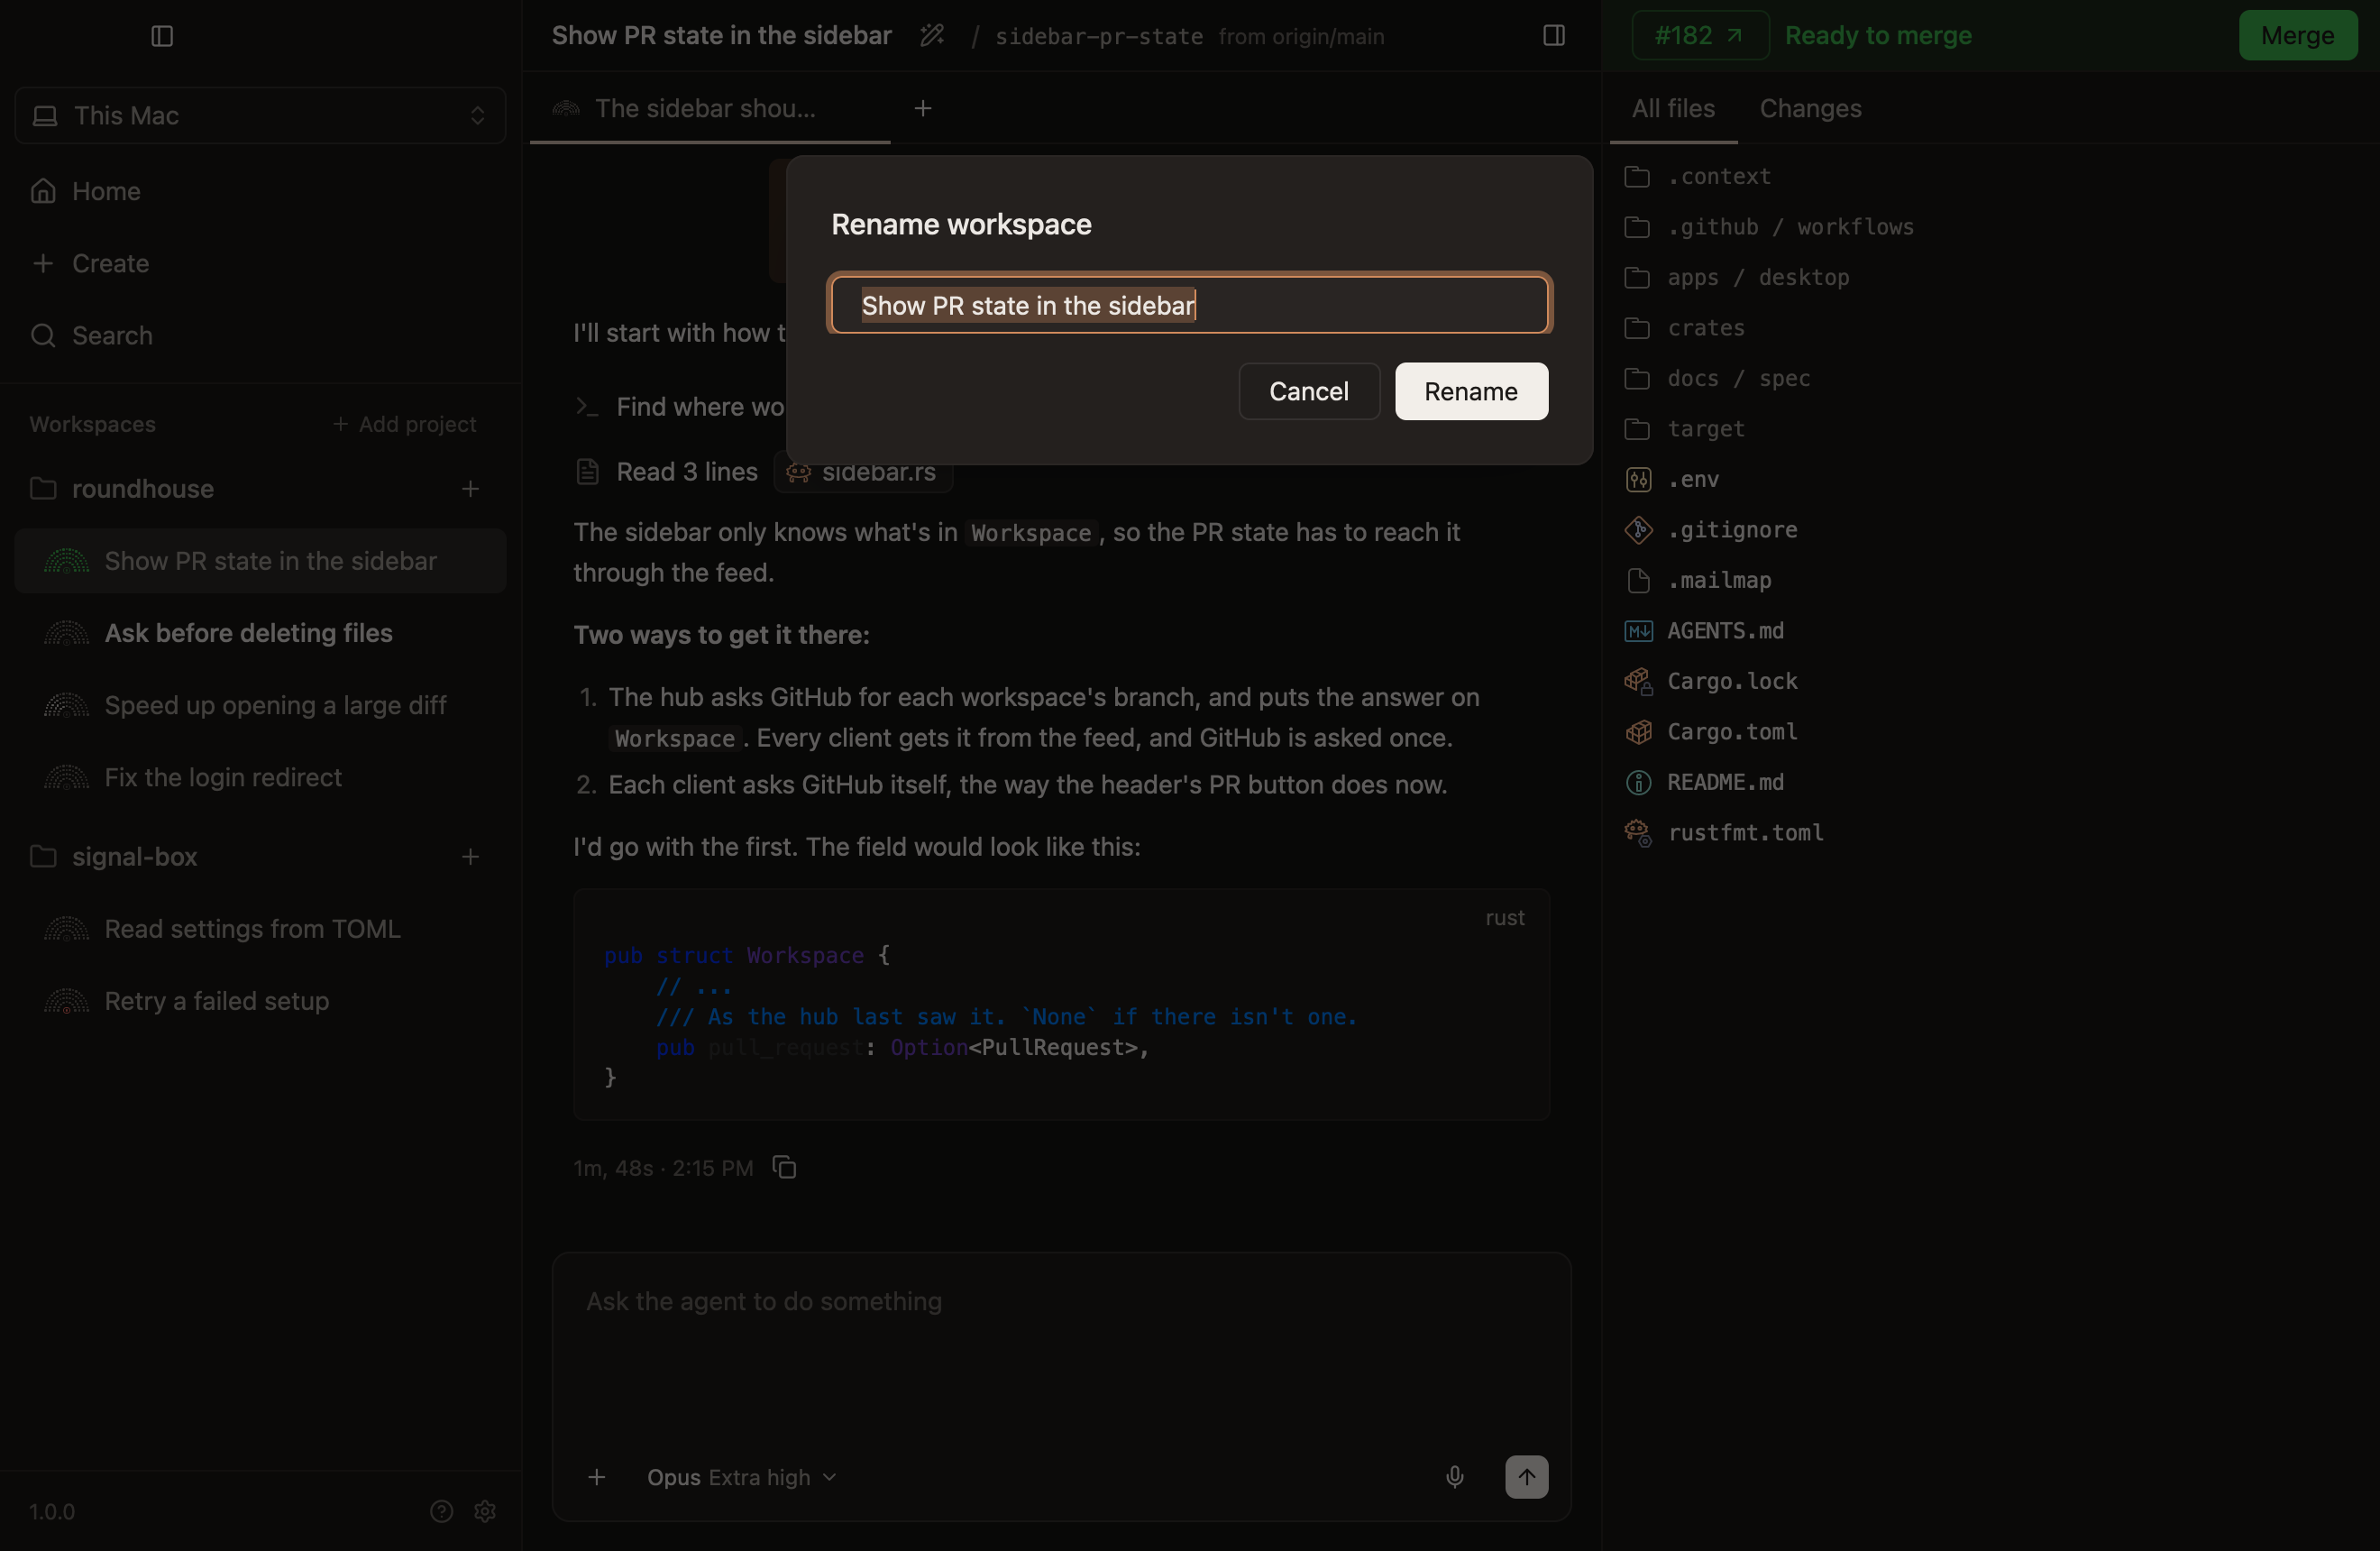 Show PR state in the sidebar / sidebar-pr-state from origin/main
#182 Ready to merge
Merge
This Mac
Home
Create
Search
Workspaces
Add project
roundhouse
Show PR state in the sidebar
Ask before deleting files
Speed up opening a large diff
Fix the login redirect
signal-box
Read settings from TOML
Retry a failed setup
1.0.0
The sidebar shou...
Rename workspace
Show PR state in the sidebar
Cancel
Rename
I'll start with how t
Find where wo
Read 3 lines sidebar.rs
The sidebar only knows what's in Workspace, so the PR state has to reach it
through the feed.
Two ways to get it there:
1. The hub asks GitHub for each workspace's branch, and puts the answer on
Workspace. Every client gets it from the feed, and GitHub is asked once.
2. Each client asks GitHub itself, the way the header's PR button does now.
I'd go with the first. The field would look like this:
rust
pub struct Workspace {
// ...
/// As the hub last saw it. `None` if there isn't one.
pub pull_request: Option<PullRequest>,
}
1m, 48s · 2:15 PM
Ask the agent to do something
Opus Extra high
All files
Changes
.context
.github / workflows
apps / desktop
crates
docs / spec
target
.env
.gitignore
.mailmap
AGENTS.md
Cargo.lock
Cargo.toml
README.md
rustfmt.toml